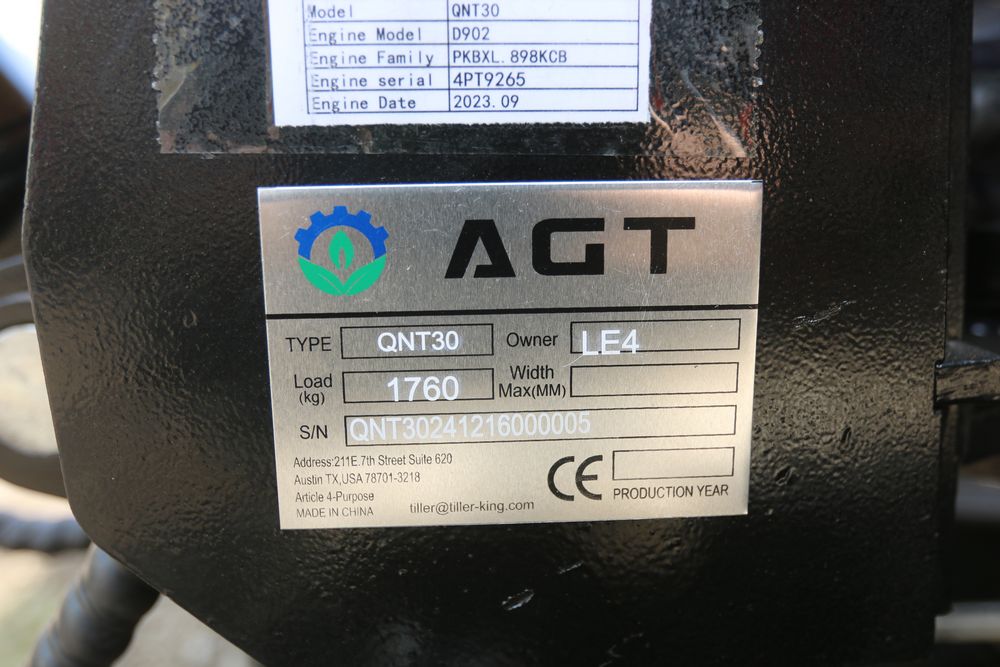 Model QNT30
Engine Model D902
Engine Family PKBXL.898KCB
Engine serial 4PT9265
Engine Date 2023.09
AGT
TYPE QNT30 Owner LE4
Load (kg) 1760 Width Max(MM)
S/N QNT30241216000005
Address:211E.7th Street Suite 620
Austin TX,USA 78701-3218
Article 4-Purpose
MADE IN CHINA
tiller@tiller-king.com
CE
PRODUCTION YEAR